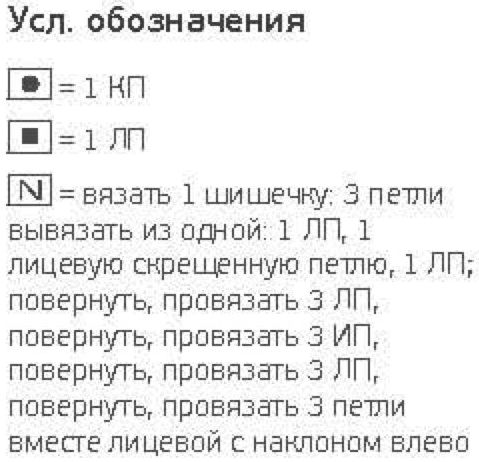 Усл. обозначения
● = 1 КП
■ = 1 ЛП
N = вязать 1 шишечку: 3 петли
вывязать из одной: 1 ЛП, 1
лицевую скрещенную петлю, 1 ЛП;
повернуть, провязать 3 ЛП,
повернуть, провязать 3 ИП,
повернуть, провязать 3 ЛП,
повернуть, провязать 3 петли
вместе лицевой с наклоном влево